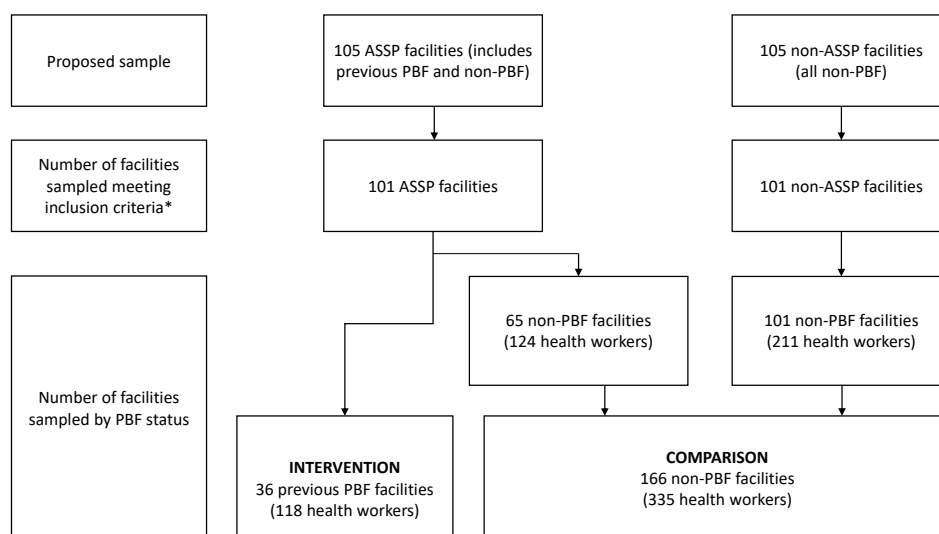 Proposed sample
105 ASSP facilities (includes
previous PBF and non-PBF)
105 non-ASSP facilities
(all non-PBF)
Number of facilities
sampled meeting
inclusion criteria*
101 ASSP facilities
101 non-ASSP facilities
Number of facilities
sampled by PBF status
65 non-PBF facilities
(124 health workers)
101 non-PBF facilities
(211 health workers)
INTERVENTION
36 previous PBF facilities
(118 health workers)
COMPARISON
166 non-PBF facilities
(335 health workers)